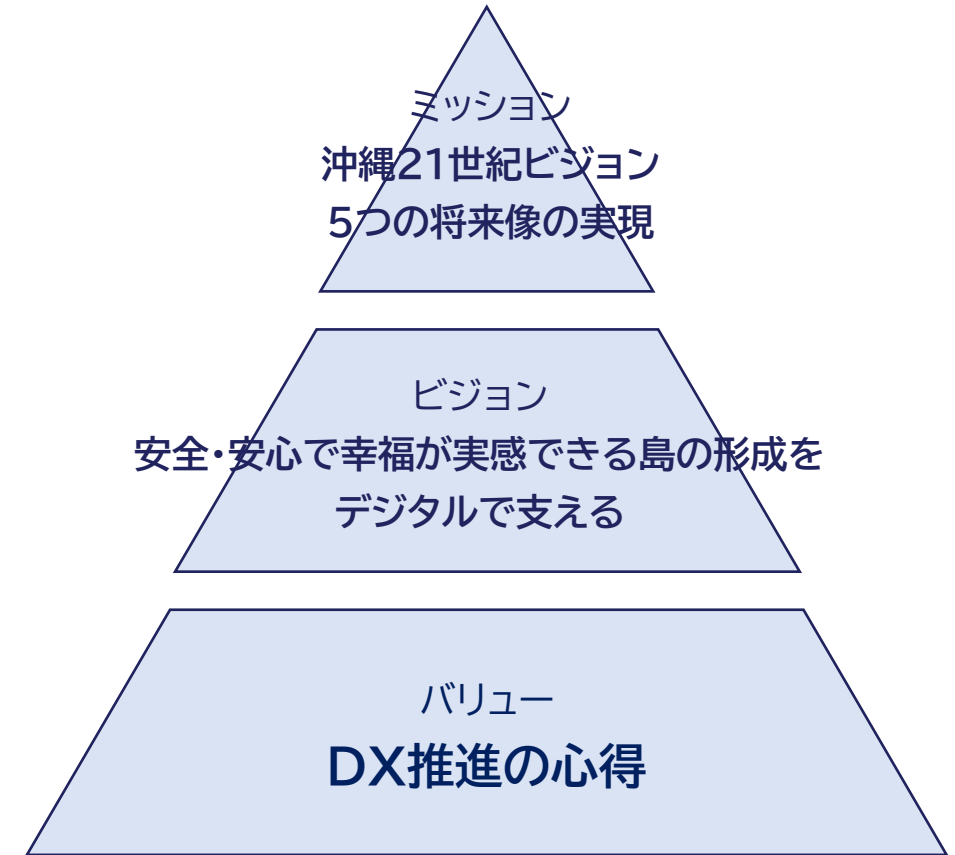 ミッション
沖縄21世紀ビジョン
5つの将来像の実現
ビジョン
安全・安心で幸福が実感できる島の形成を
デジタルで支える
バリュー
DX推進の心得